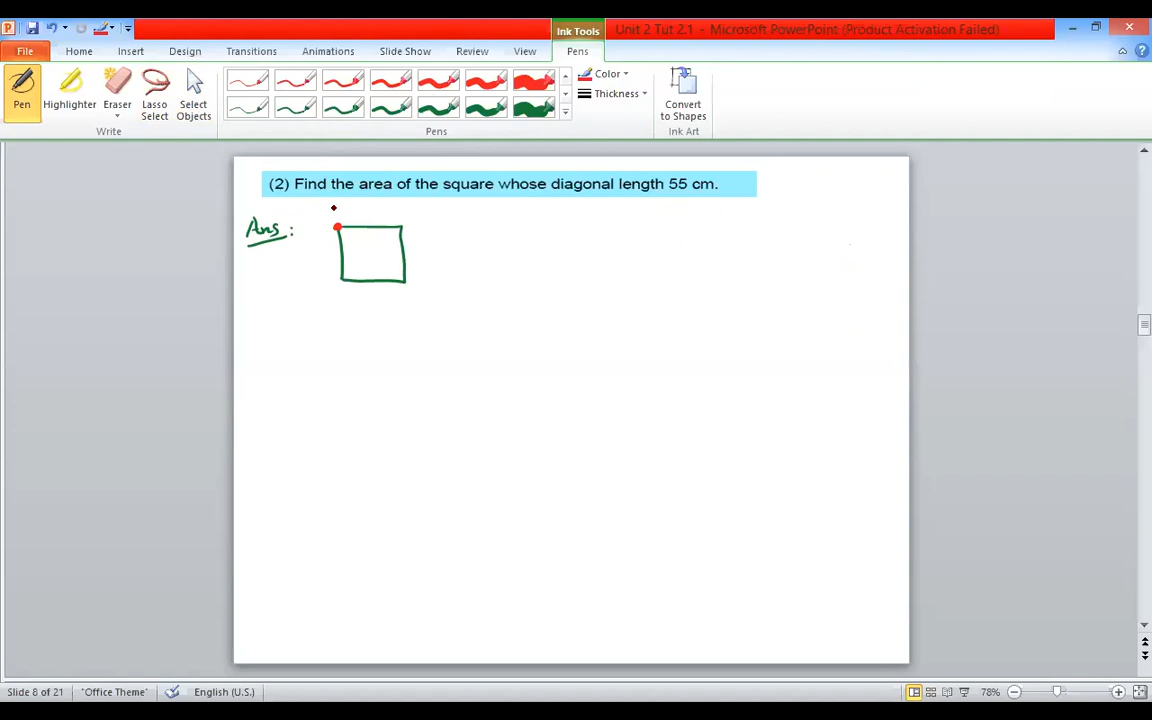 Ink Tools
Unit 2 Tut 2.1 - Microsoft PowerPoint (Product Activation Failed)
File Home Insert Design Transitions Animations Slide Show Review View Pens
Pen Highlighter Eraser Lasso Select Select Objects
Color
Thickness
Convert to Shapes
Write Pens Ink Art
(2) Find the area of the square whose diagonal length 55 cm.
Ans :
Slide 8 of 21 "Office Theme" English (U.S.) 78%